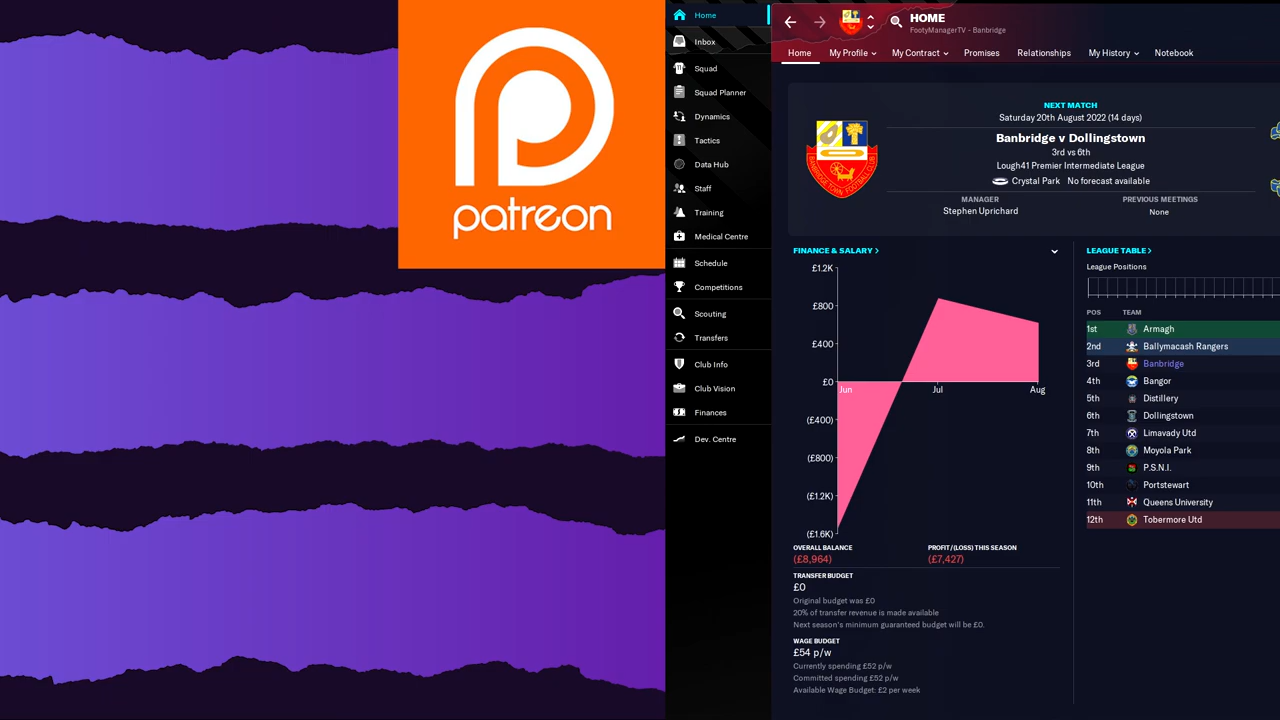 patreon
Home
Inbox
Squad
Squad Planner
Dynamics
Tactics
Data Hub
Staff
Training
Medical Centre
Schedule
Competitions
Scouting
Transfers
Club Info
Club Vision
Finances
Dev. Centre
HOME
FootyManagerTV - Banbridge
Home My Profile My Contract Promises Relationships My History Notebook
NEXT MATCH
Saturday 20th August 2022 (14 days)
Banbridge v Dollingstown
3rd vs 6th
Lough41 Premier Intermediate League
Crystal Park No forecast available
MANAGER
Stephen Uprichard
PREVIOUS MEETINGS
None
FINANCE & SALARY
£1.2K
£800
£400
£0
(£400)
(£800)
(£1.2K)
(£1.6K)
Jun Jul Aug
OVERALL BALANCE
(£8,964)
PROFIT/(LOSS) THIS SEASON
(£7,427)
TRANSFER BUDGET
£0
Original budget was £0
20% of transfer revenue is made available
Next season's minimum guaranteed budget will be £0.
WAGE BUDGET
£54 p/w
Currently spending £52 p/w
Committed spending £52 p/w
Available Wage Budget: £2 per week
LEAGUE TABLE
League Positions
POS TEAM
1st Armagh
2nd Ballymacash Rangers
3rd Banbridge
4th Bangor
5th Distillery
6th Dollingstown
7th Limavady Utd
8th Moyola Park
9th P.S.N.I.
10th Portstewart
11th Queens University
12th Tobermore Utd